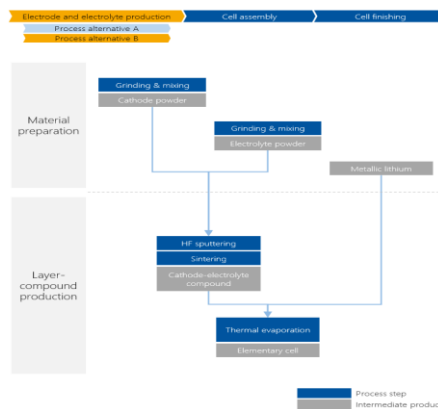 Electrode and electrolyte production
Cell assembly
Cell finishing
Process alternative A
Process alternative B
Material
preparation
Grinding & mixing
Cathode powder
Grinding & mixing
Electrolyte powder
Metallic lithium
Layer-
compound
production
HF sputtering
Sintering
Cathode-electrolyte
compound
Thermal evaporation
Elementary cell
Process step
Intermediate produc